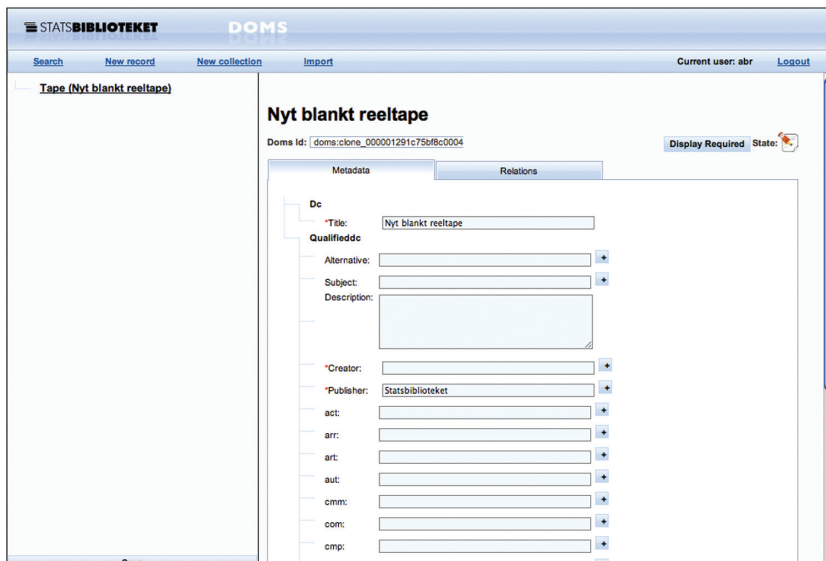 STATSBIBLIOTEKET DOMS
Search New record New collection Import Current user: abr Logout
Tape (Nyt blankt reeltape)
Nyt blankt reeltape
Doms Id: doms:clone_000001291c75bf8c0004 Display Required State:
Metadata Relations
Dc
*Title: Nyt blankt reeltape
Qualifieddc
Alternative: +
Subject: +
Description:
*Creator: +
*Publisher: Statsbiblioteket +
act: +
arr: +
art: +
aut: +
cmm: +
com: +
cmp: +